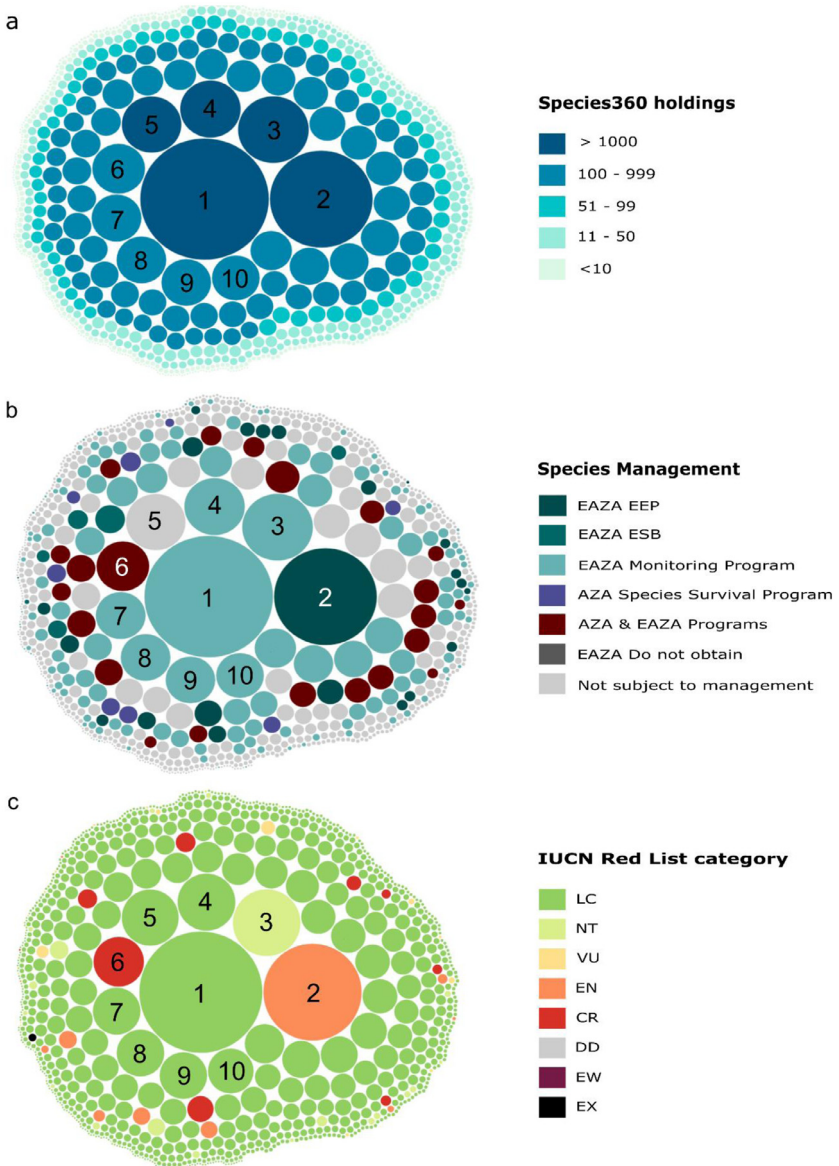 a
1
2
3
4
5
6
7
8
9
10
Species360 holdings
> 1000
100 - 999
51 - 99
11 - 50
<10
b
1
2
3
4
5
6
7
8
9
10
Species Management
EAZA EEP
EAZA ESB
EAZA Monitoring Program
AZA Species Survival Program
AZA & EAZA Programs
EAZA Do not obtain
Not subject to management
c
1
2
3
4
5
6
7
8
9
10
IUCN Red List category
LC
NT
VU
EN
CR
DD
EW
EX